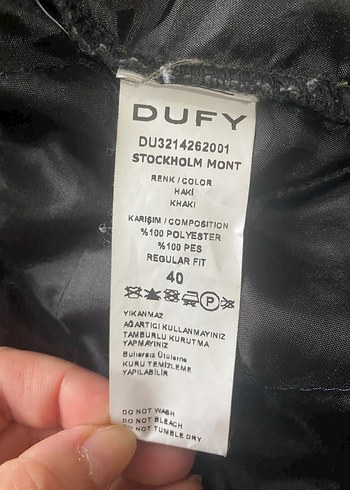 DUFY
DU3214262001
STOCKHOLM MONT
RENK / COLOR
HAKİ
KHAKI
KARIŞIM / COMPOSITION
%100 POLYESTER
%100 PES
REGULAR FIT
40
P
YIKANMAZ
AĞARTICI KULLANMAYINIZ
TAMBURLU KURUTMA
YAPMAYINIZ
Buharsız Ütüleme
KURU TEMİZLEME
YAPILABİLİR
DO NOT WASH
DO NOT BLEACH
DO NOT TUMBLE DRY